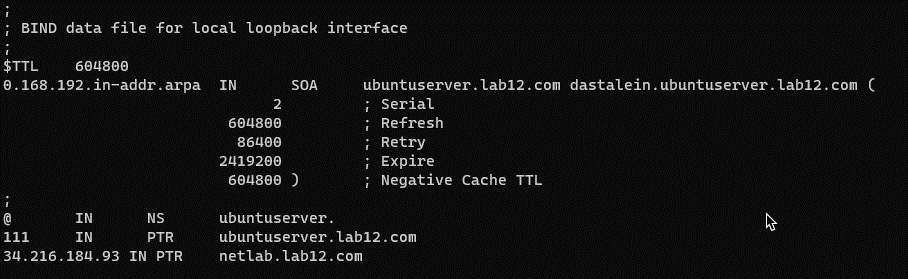 ;
; BIND data file for local loopback interface
;
$TTL    604800
0.168.192.in-addr.arpa  IN      SOA     ubuntuserver.lab12.com dastalein.ubuntuserver.lab12.com (
                              2         ; Serial
                         604800         ; Refresh
                          86400         ; Retry
                        2419200         ; Expire
                         604800 )       ; Negative Cache TTL
;
@       IN      NS      ubuntuserver.
111     IN      PTR     ubuntuserver.lab12.com
34.216.184.93 IN PTR    netlab.lab12.com